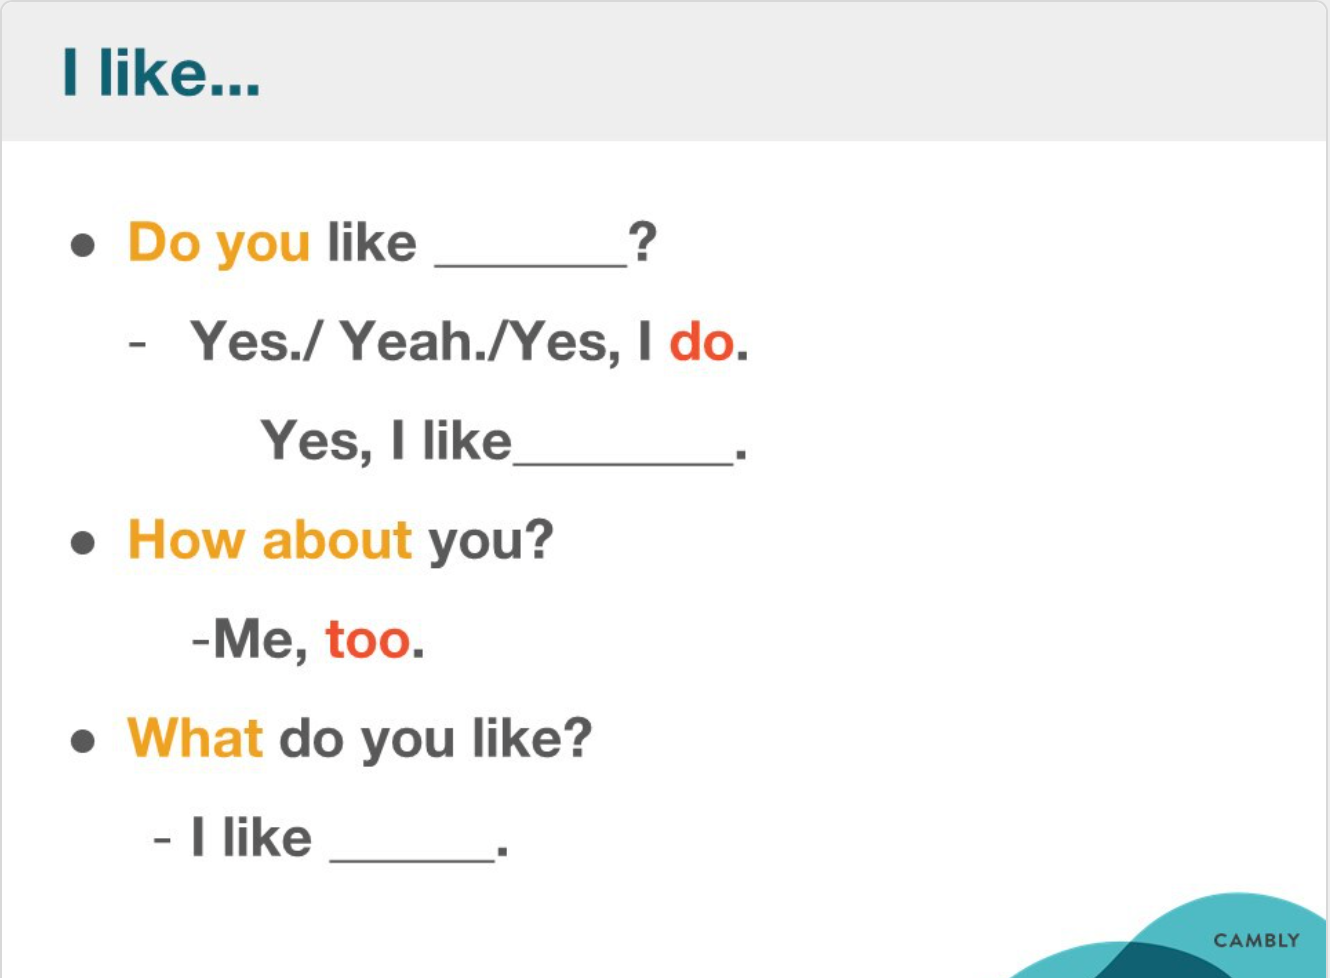 I like...
● Do you like _______?
- Yes./ Yeah./Yes, I do.
Yes, I like________.
● How about you?
-Me, too.
● What do you like?
- I like ______.
CAMBLY